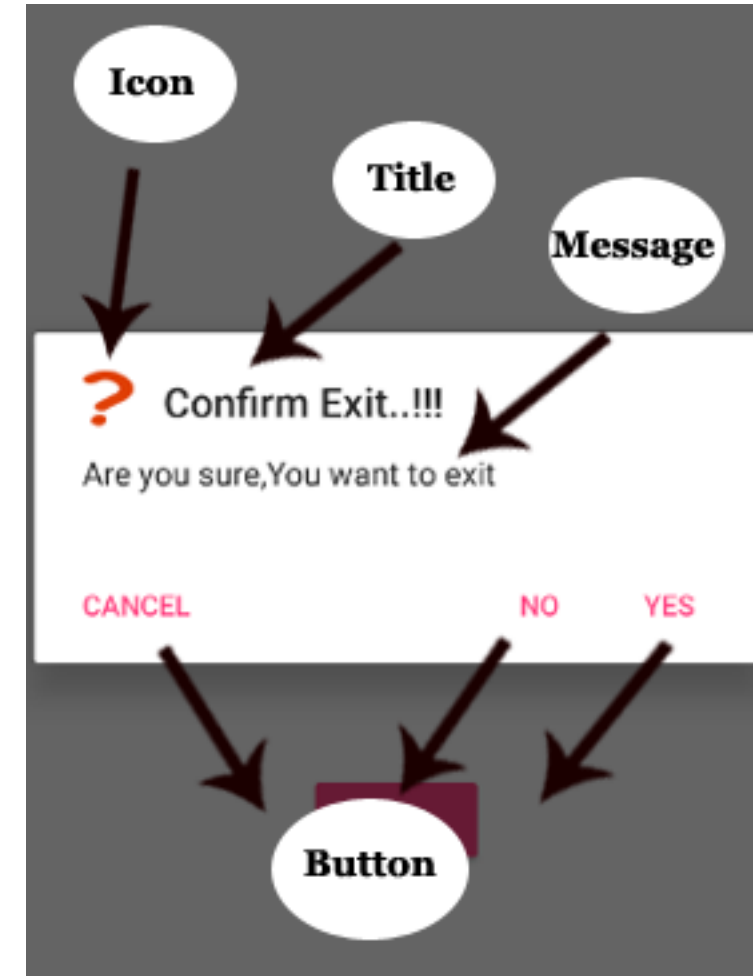 Icon
Title
Message
Confirm Exit..!!!
Are you sure,You want to exit
CANCEL NO YES
Button